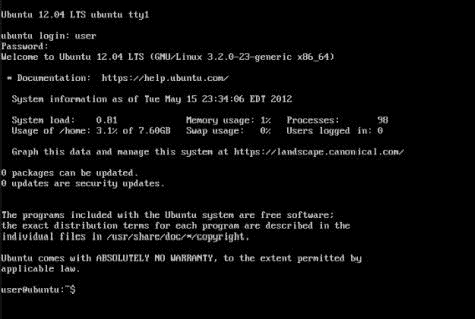 Ubuntu 12.04 LTS ubuntu tty1
ubuntu login: user
Password:
Welcome to Ubuntu 12.04 LTS (GNU/Linux 3.2.0-23-generic x86_64)
* Documentation:  https://help.ubuntu.com/
System information as of Tue May 15 23:34:06 EDT 2012
System load:    0.81    Memory usage: 1%    Processes:    98
Usage of /home: 3.1% of 7.60GB    Swap usage:   0%    Users logged in: 0
Graph this data and manage this system at https://landscape.canonical.com/
0 packages can be updated.
0 updates are security updates.
The programs included with the Ubuntu system are free software;
the exact distribution terms for each program are described in the
individual files in /usr/share/doc/*/copyright.
Ubuntu comes with ABSOLUTELY NO WARRANTY, to the extent permitted by
applicable law.
user@ubuntu:~$